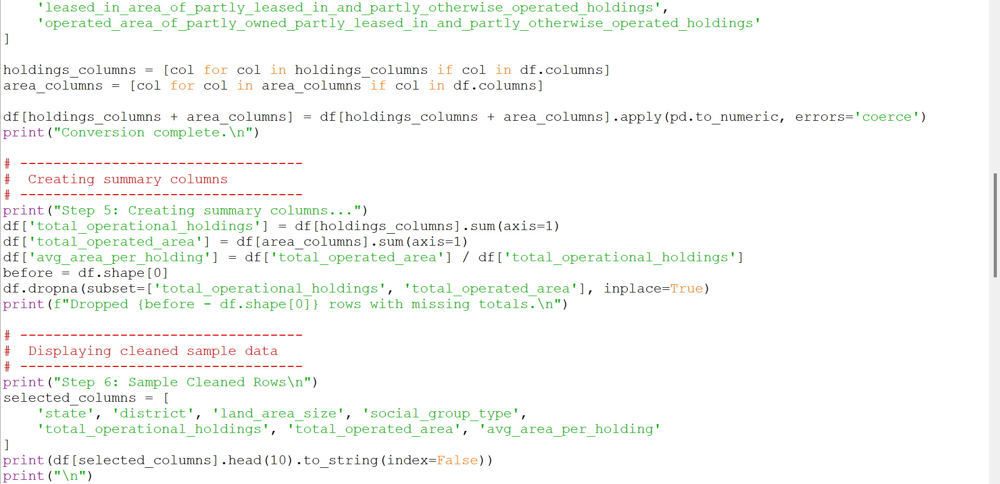 'leased_in_area_of_partly_leased_in_and_partly_otherwise_operated_holdings',
    'operated_area_of_partly_owned_partly_leased_in_and_partly_otherwise_operated_holdings'
]

holdings_columns = [col for col in holdings_columns if col in df.columns]
area_columns = [col for col in area_columns if col in df.columns]

df[holdings_columns + area_columns] = df[holdings_columns + area_columns].apply(pd.to_numeric, errors='coerce')
print("Conversion complete.\n")

# ----------------------------------
#  Creating summary columns
# ----------------------------------
print("Step 5: Creating summary columns...")
df['total_operational_holdings'] = df[holdings_columns].sum(axis=1)
df['total_operated_area'] = df[area_columns].sum(axis=1)
df['avg_area_per_holding'] = df['total_operated_area'] / df['total_operational_holdings']
before = df.shape[0]
df.dropna(subset=['total_operational_holdings', 'total_operated_area'], inplace=True)
print(f"Dropped {before - df.shape[0]} rows with missing totals.\n")

# ----------------------------------
#  Displaying cleaned sample data
# ----------------------------------
print("Step 6: Sample Cleaned Rows\n")
selected_columns = [
    'state', 'district', 'land_area_size', 'social_group_type',
    'total_operational_holdings', 'total_operated_area', 'avg_area_per_holding'
]
print(df[selected_columns].head(10).to_string(index=False))
print("\n")